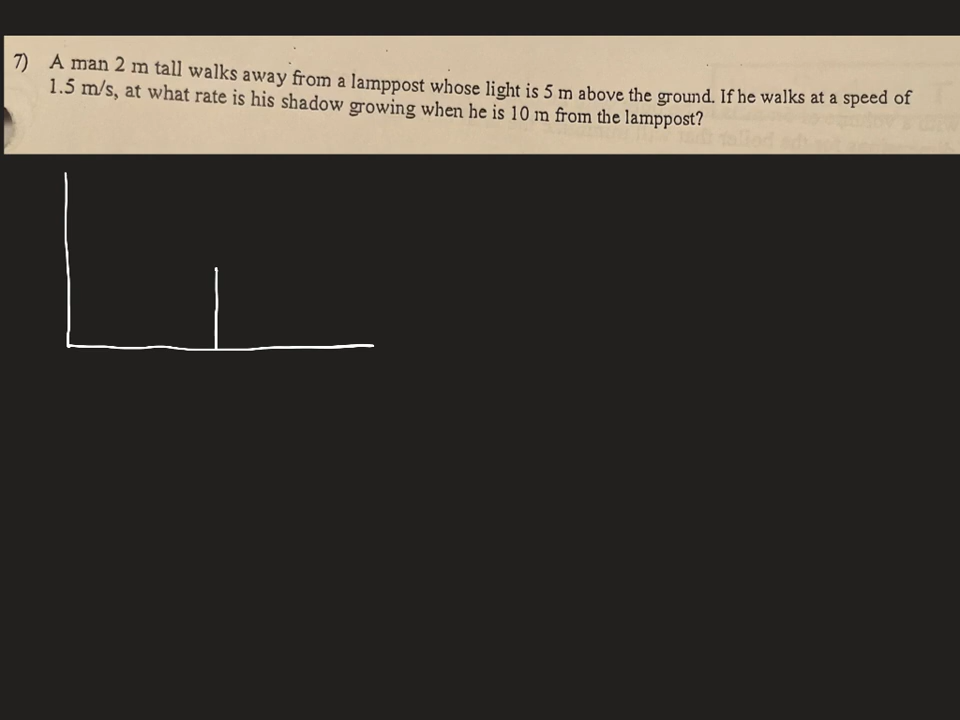 7) A man 2 m tall walks away from a lamppost whose light is 5 m above the ground. If he walks at a speed of
1.5 m/s, at what rate is his shadow growing when he is 10 m from the lamppost?